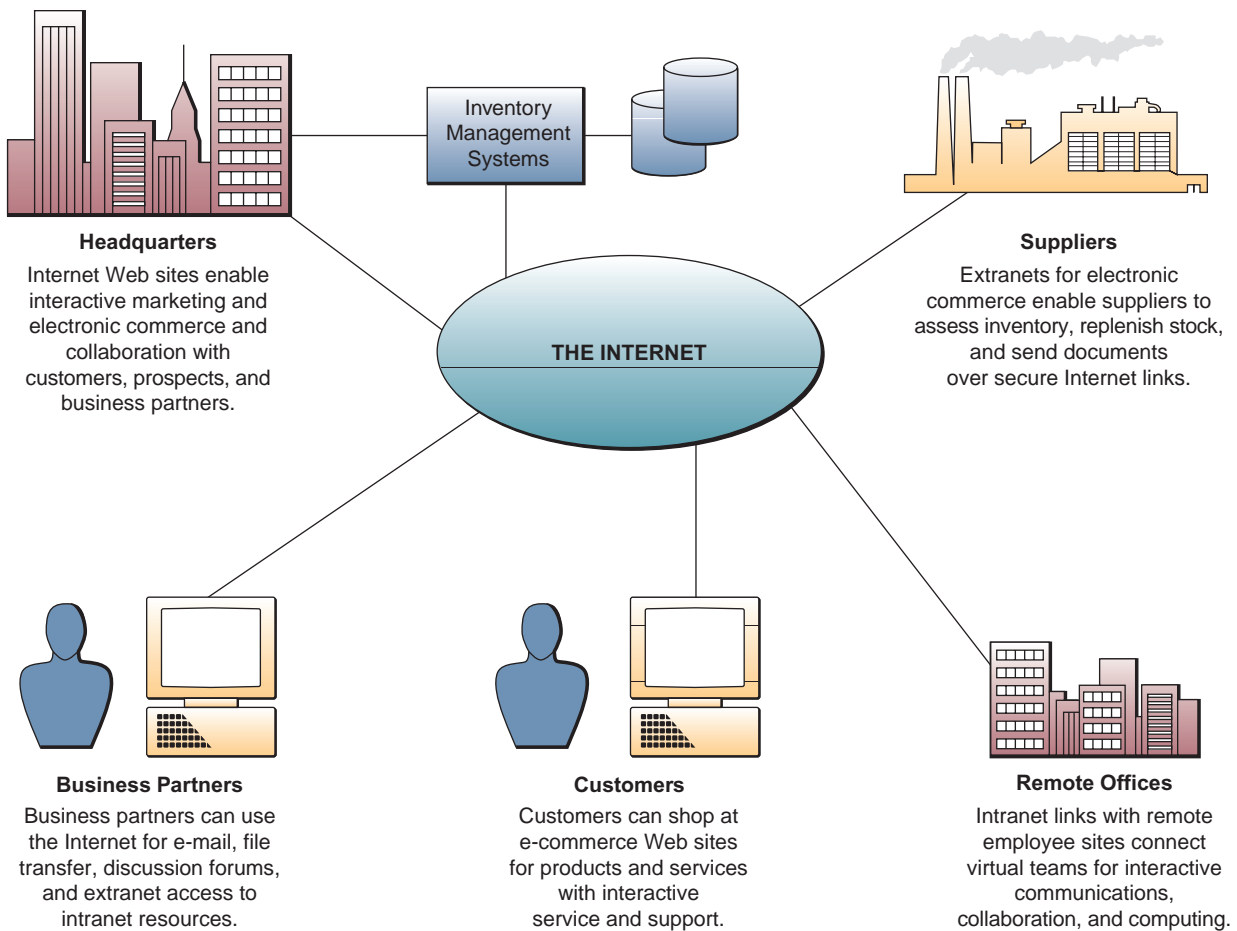 Inventory
Management
Systems
Headquarters
Internet Web sites enable
interactive marketing and
electronic commerce and
collaboration with
customers, prospects, and
business partners.
Suppliers
Extranets for electronic
commerce enable suppliers to
assess inventory, replenish stock,
and send documents
over secure Internet links.
THE INTERNET
Business Partners
Business partners can use
the Internet for e-mail, file
transfer, discussion forums,
and extranet access to
intranet resources.
Customers
Customers can shop at
e-commerce Web sites
for products and services
with interactive
service and support.
Remote Offices
Intranet links with remote
employee sites connect
virtual teams for interactive
communications,
collaboration, and computing.